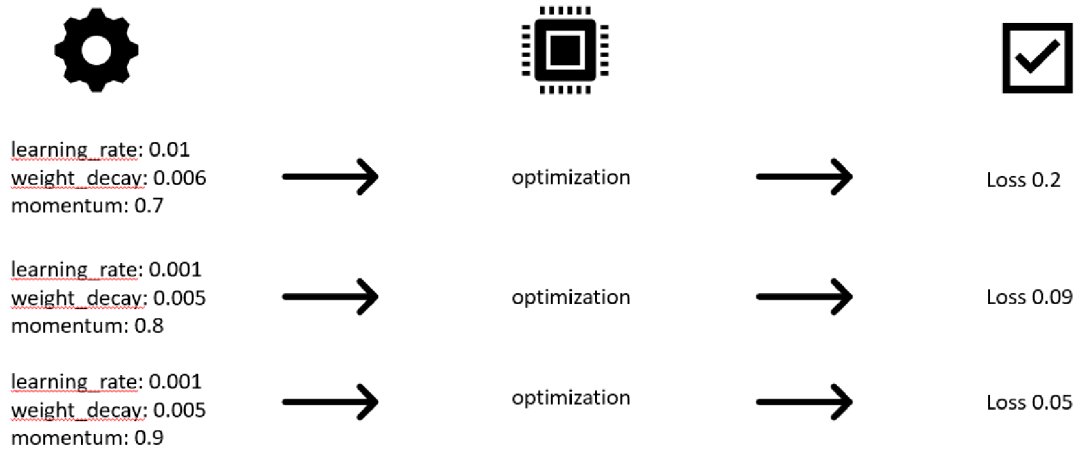 learning_rate: 0.01
weight_decay: 0.006
momentum: 0.7
optimization
Loss 0.2
learning_rate: 0.001
weight_decay: 0.005
momentum: 0.8
optimization
Loss 0.09
learning_rate: 0.001
weight_decay: 0.005
momentum: 0.9
optimization
Loss 0.05